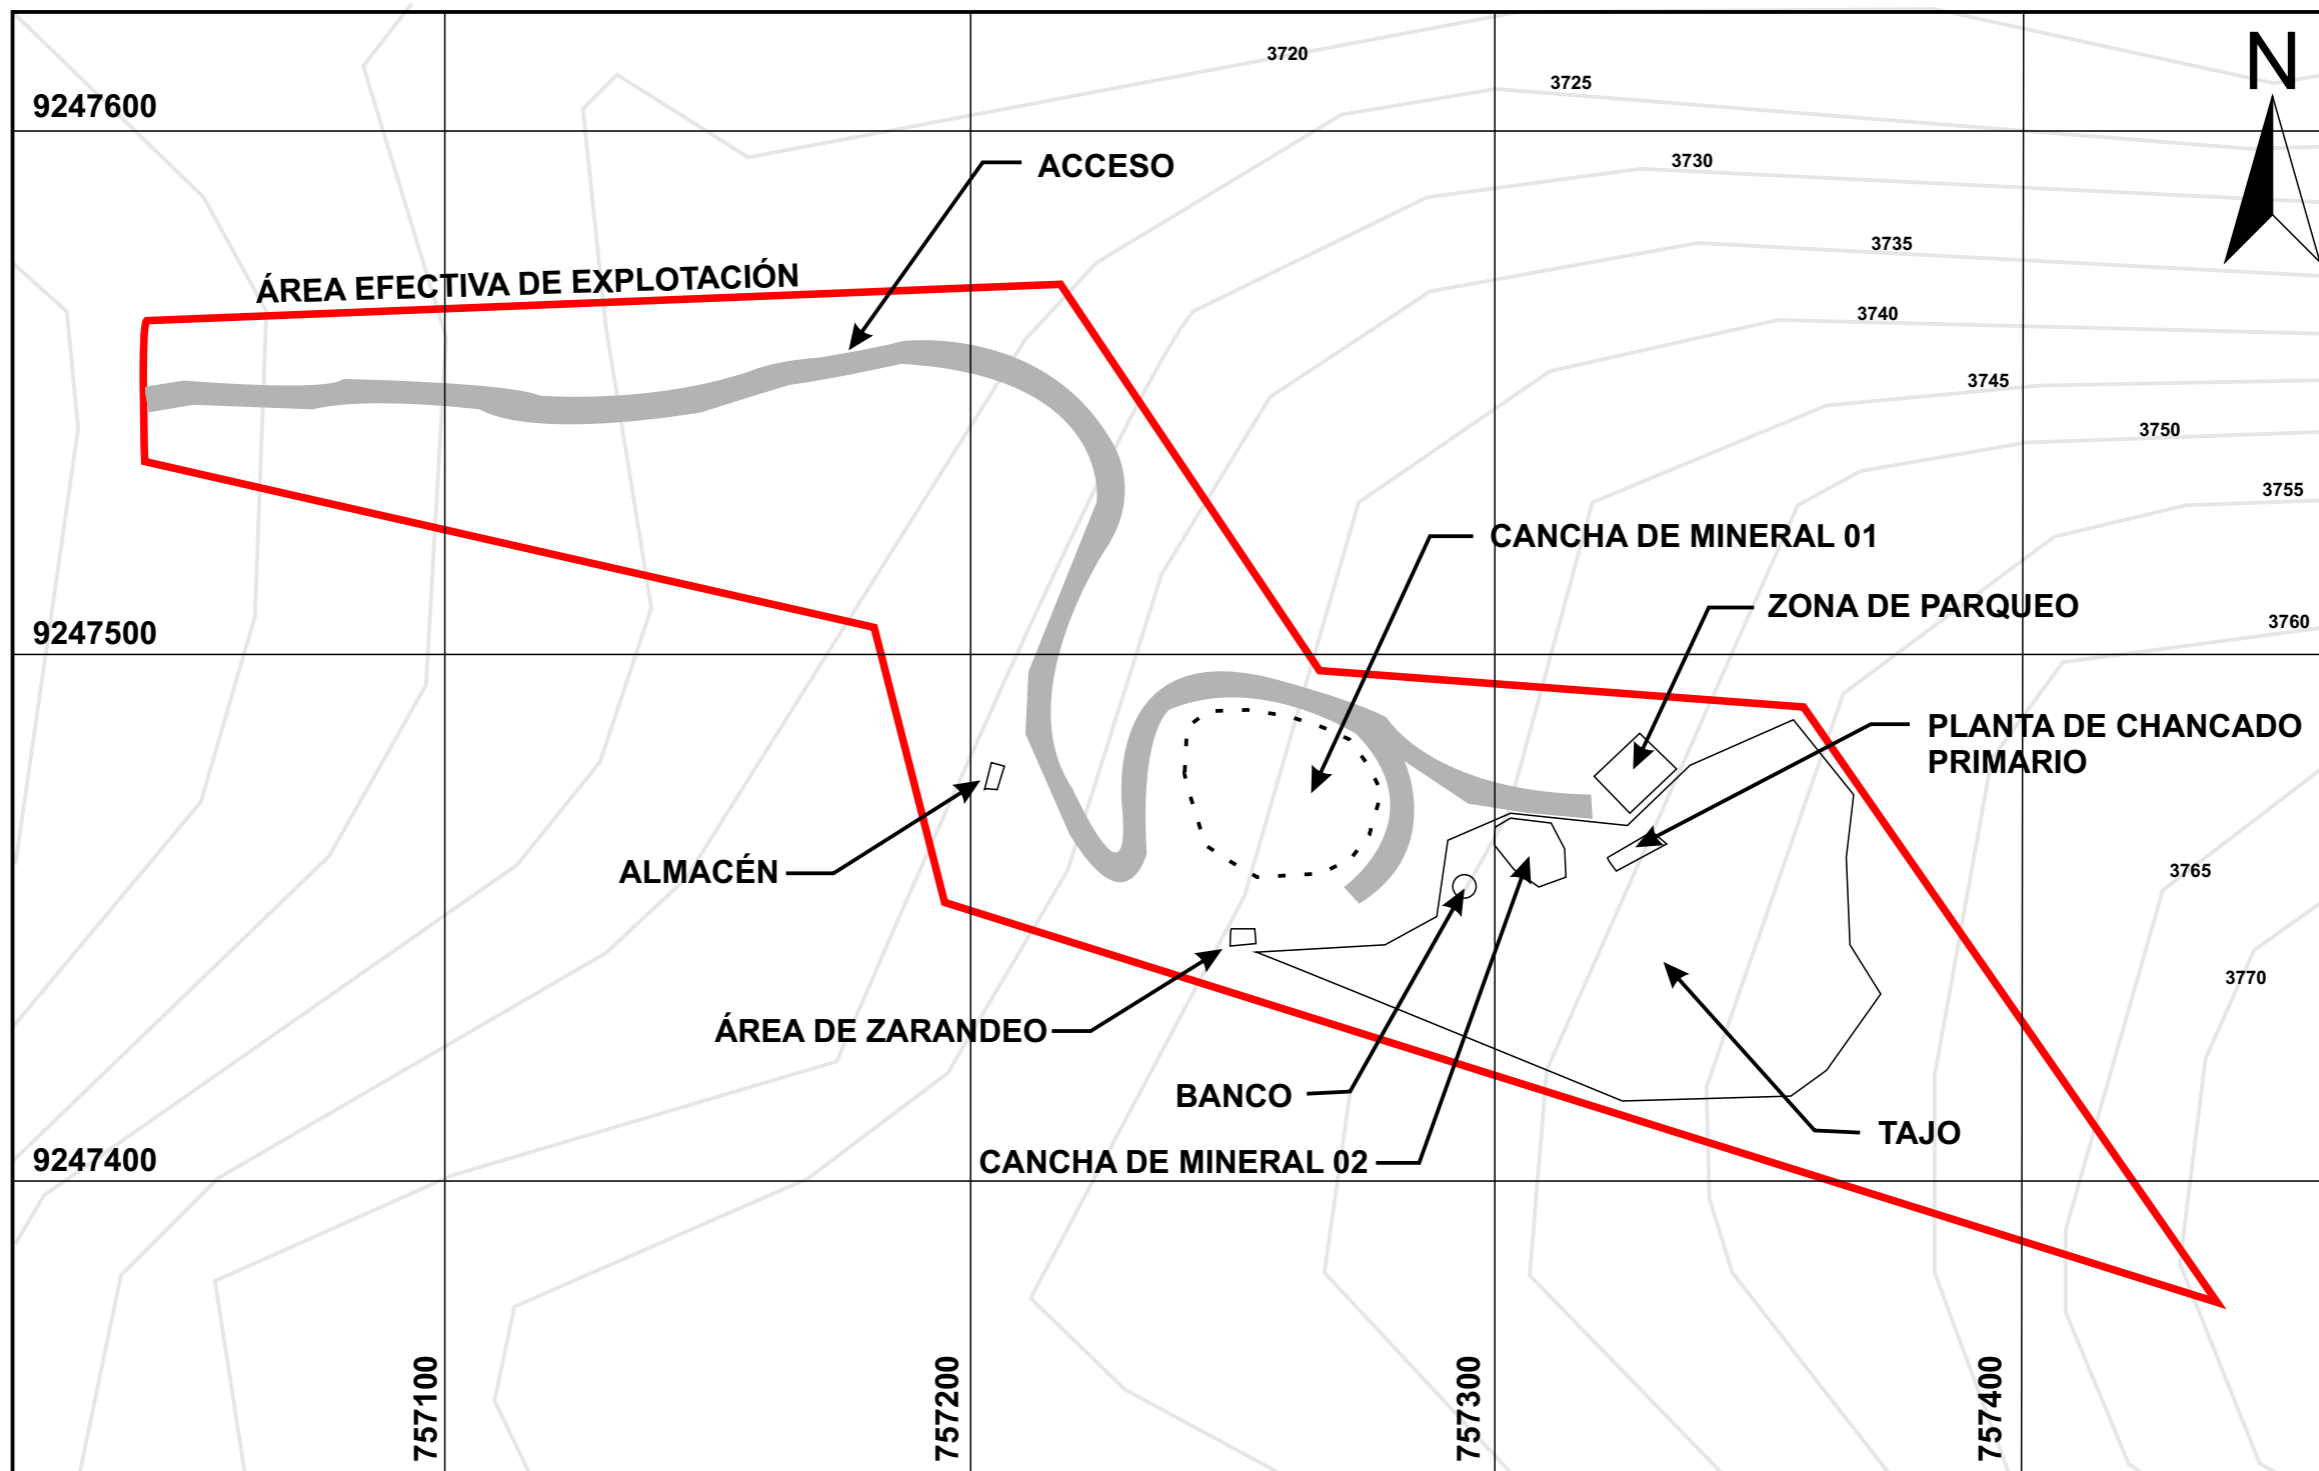 3720
N
3725
9247600
3730
ACCESO
3735
ÁREA EFECTIVA DE EXPLOTACIÓN
3740
3745
3750
3755
CANCHA DE MINERAL 01
ZONA DE PARQUEO
3760
9247500
PLANTA DE CHANCADO
PRIMARIO
ALMACÉN
3765
3770
ÁREA DE ZARANDEO
BANCO
TAJO
CANCHA DE MINERAL 02
9247400
757100
757200
757300
757400